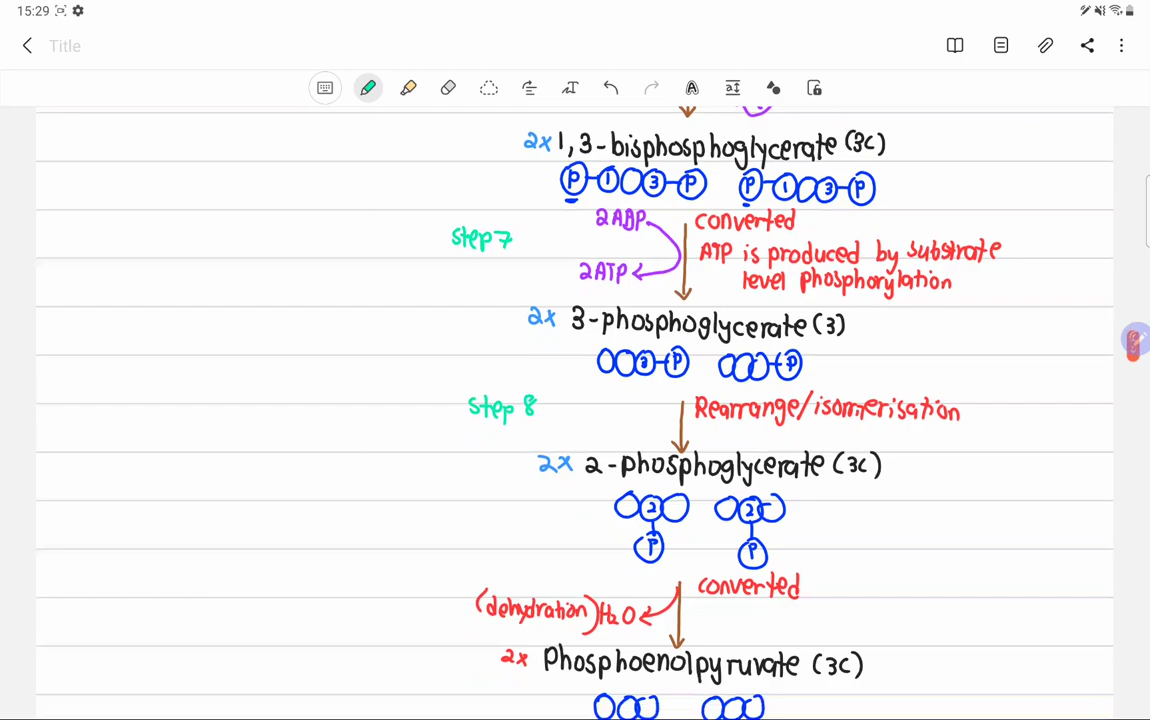 15:29
Title
2x 1,3-bisphosphoglycerate (3C)
P 1 3 P P 1 3 P
2ADP converted
step 7
ATP is produced by substrate
2ATP level phosphorylation
2x 3-phosphoglycerate (3)
3 P P
step 8 Rearrange/isomerisation
2x 2-phosphoglycerate (3C)
2 2
P P
converted
(dehydration) H2O
2x Phosphoenolpyruvate (3C)